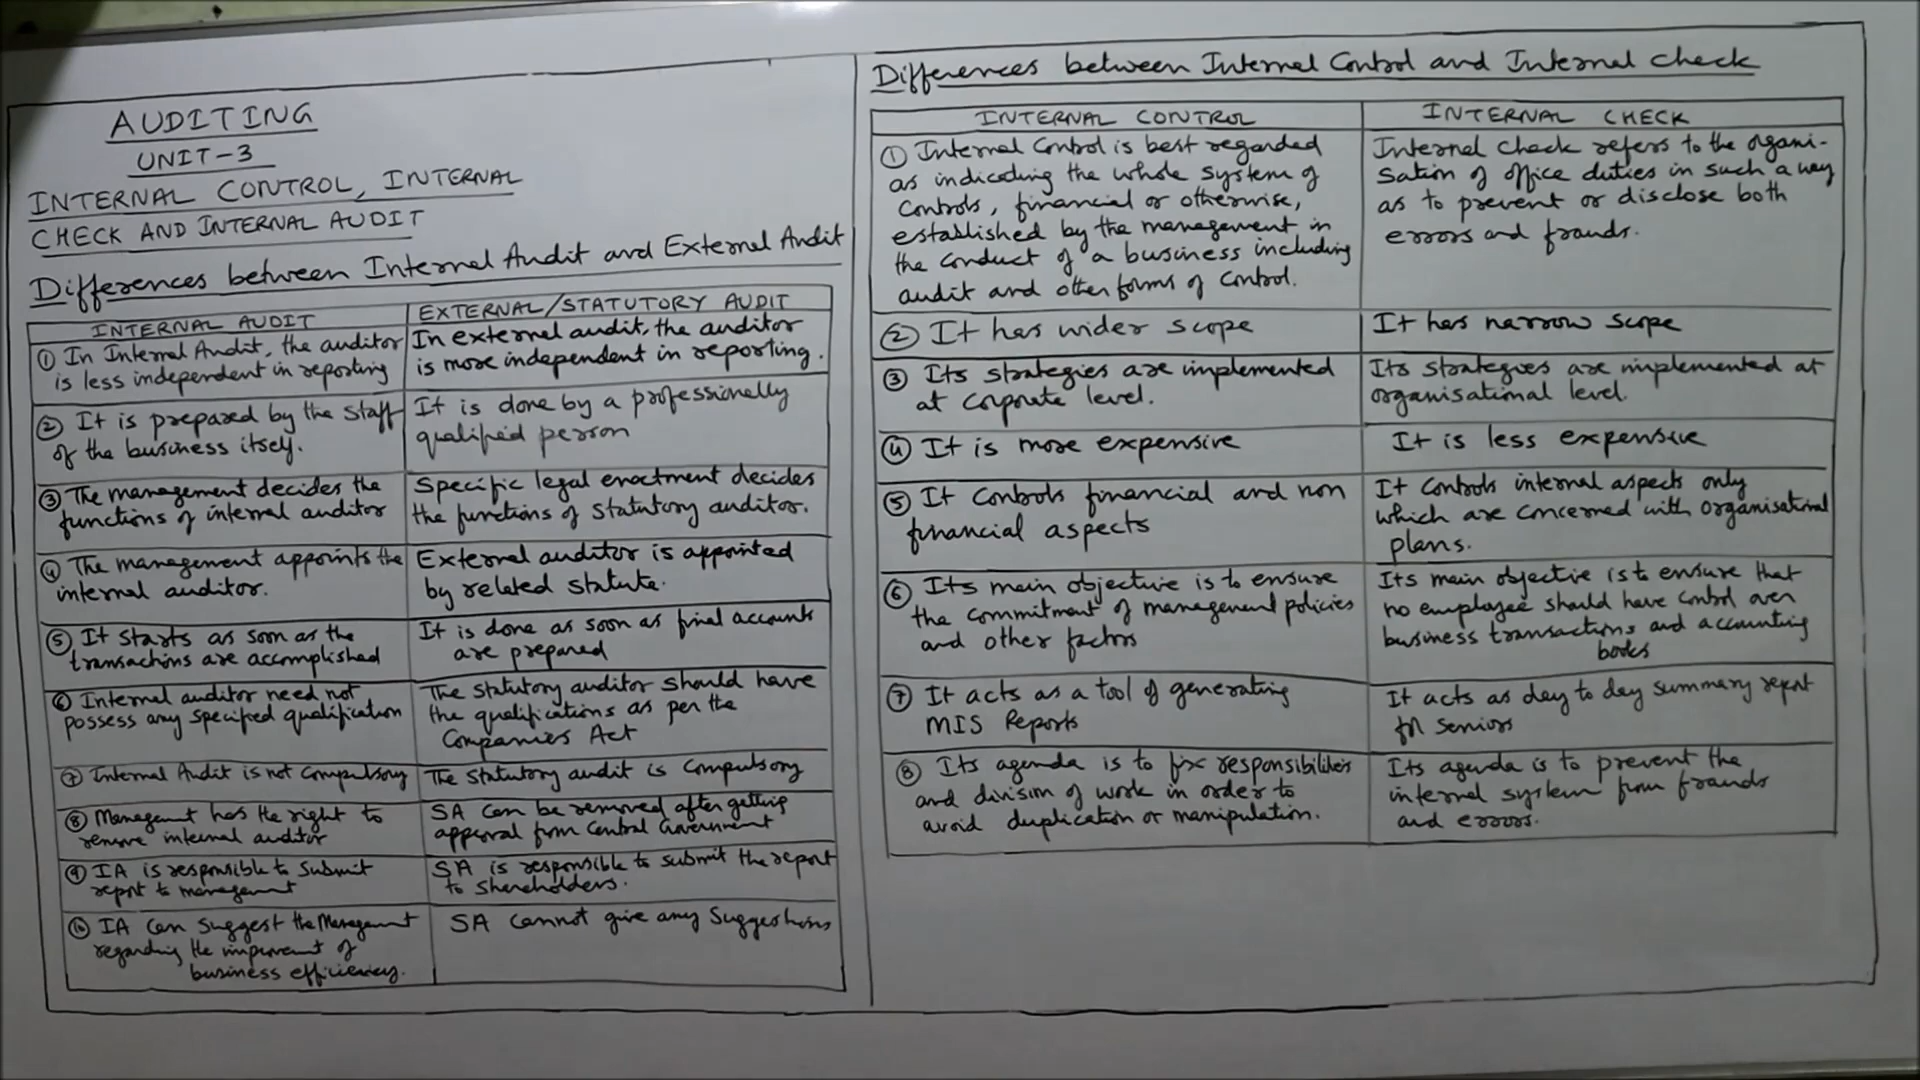 AUDITING
UNIT-3
INTERNAL CONTROL, INTERNAL
CHECK AND INTERNAL AUDIT
Differences between Internal Audit and External Audit
INTERNAL AUDIT
EXTERNAL/STATUTORY AUDIT
① In Internal Audit, the auditor
is less independent in reporting
In external audit, the auditor
is more independent in reporting.
② It is prepared by the staff
of the business itself.
It is done by a professionally
qualified person
③ The management decides the
functions of internal auditor
Specific legal enactment decides
the functions of statutory auditor.
④ The management appoints the
internal auditor.
External auditor is appointed
by related statute.
⑤ It starts as soon as the
transactions are accomplished
It is done as soon as final accounts
are prepared
⑥ Internal auditor need not
possess any specified qualification
The statutory auditor should have
the qualifications as per the
Companies Act
⑦ Internal Audit is not Compulsory
The statutory audit is Compulsory
⑧ Management has the right to
remove internal auditor
SA can be removed after getting
approval from Central Government
⑨ IA is responsible to submit
report to management
SA is responsible to submit the report
to shareholders.
⑩ IA can suggest the Management
regarding the improvement of
business efficiency.
SA cannot give any Suggestions
Differences between Internal Control and Internal check
INTERNAL CONTROL
INTERNAL CHECK
① Internal Control is best regarded
as indicating the whole system of
controls, financial or otherwise,
established by the management in
the conduct of a business including
audit and other forms of control.
Internal check refers to the organi-
sation of office duties in such a way
as to prevent or disclose both
errors and frauds.
② It has wider scope
It has narrow scope
③ Its strategies are implemented
at corporate level.
Its strategies are implemented at
organisational level.
④ It is more expensive
It is less expensive
⑤ It controls financial and non
financial aspects
It controls internal aspects only
which are concerned with organisational
plans.
⑥ Its main objective is to ensure
the commitment of management policies
and other factors
Its main objective is to ensure that
no employee should have control over
business transactions and accounting
books
⑦ It acts as a tool of generating
MIS Reports
It acts as day to day summary report
for seniors
⑧ Its agenda is to fix responsibilities
and division of work in order to
avoid duplication or manipulation.
Its agenda is to prevent the
internal system from frauds
and errors.